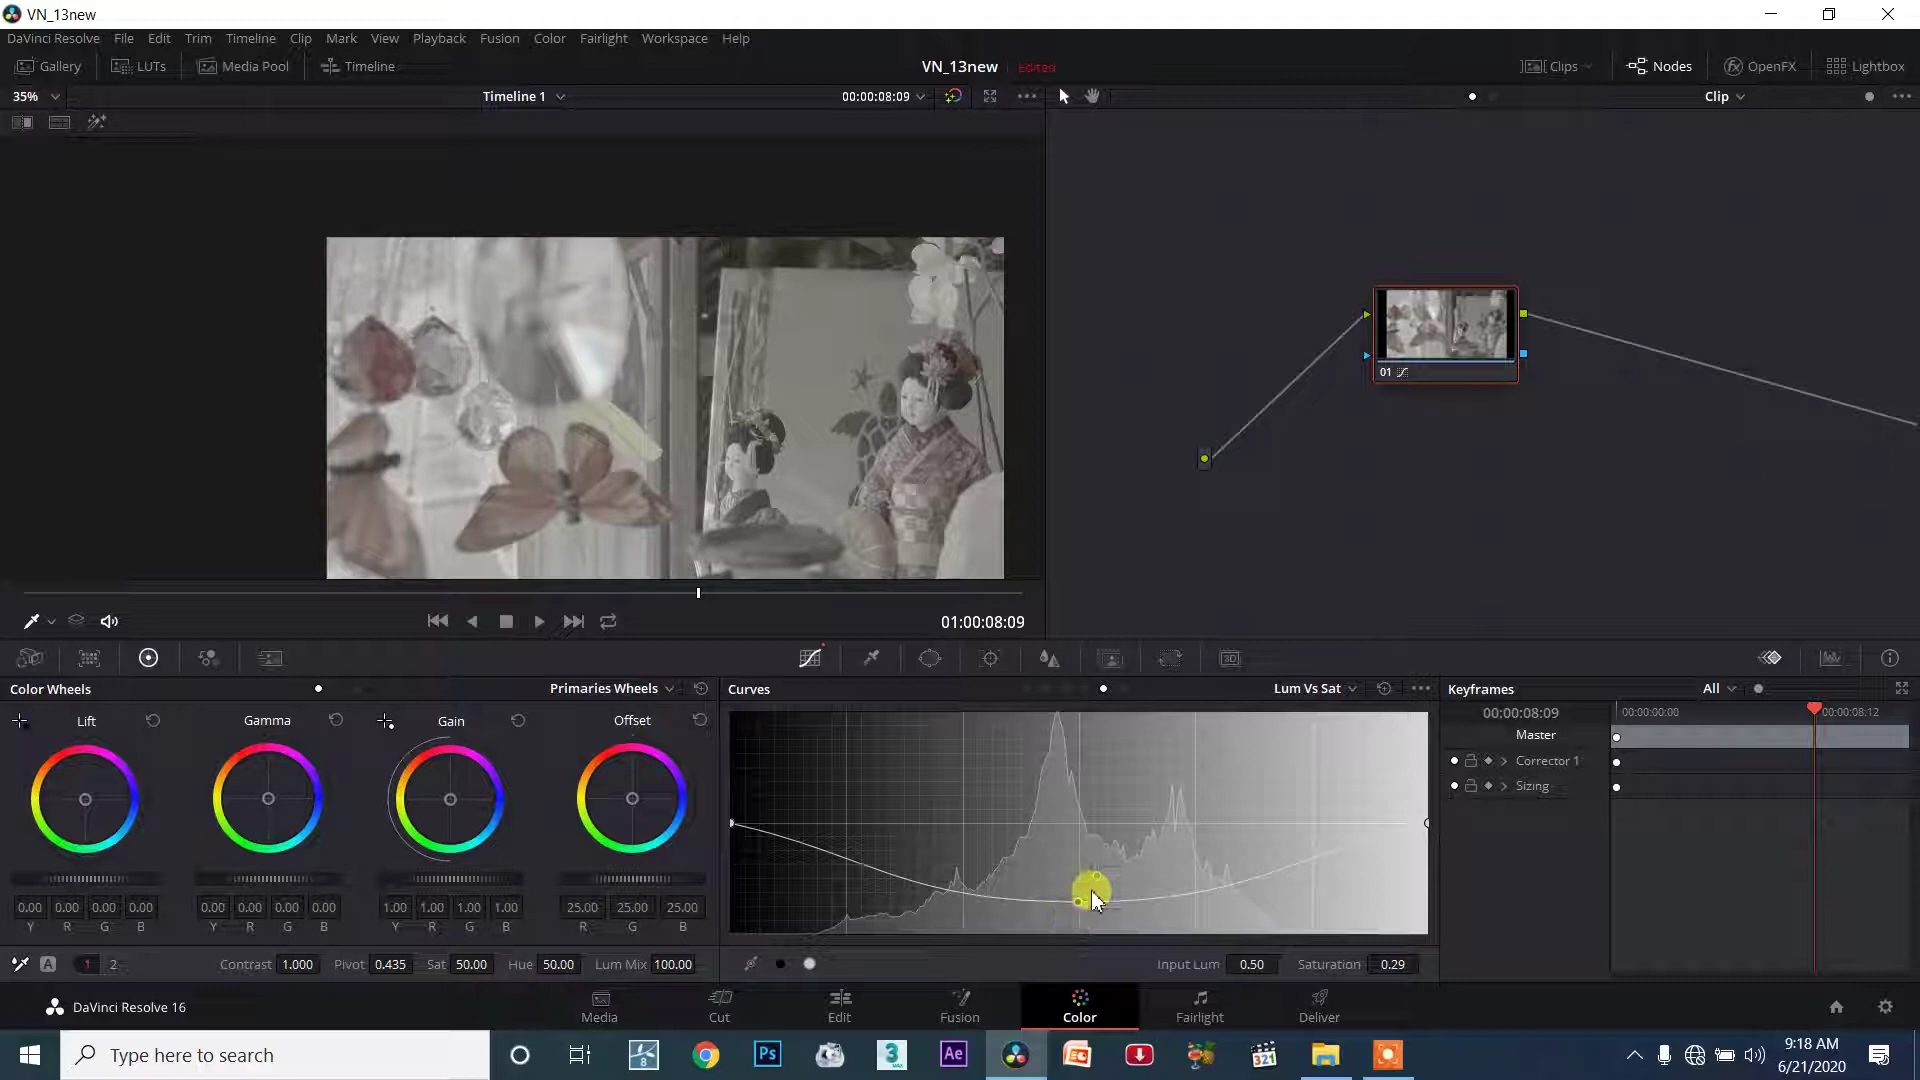 VN_13new
DaVinci Resolve File Edit Trim Timeline Clip Mark View Playback Fusion Color Fairlight Workspace Help
Gallery LUTs Media Pool Timeline VN_13new Edited Clips Nodes OpenFX Lightbox
35% Timeline 1 00:00:08:09 Clip
01
01:00:08:09
Color Wheels Primaries Wheels Curves Lum Vs Sat Keyframes All
Lift Gamma Gain Offset
00:00:08:09 00:00:00:00 00:00:08:12
Master
Corrector 1
Sizing
0.00 0.00 0.00 0.00 0.00 0.00 0.00 0.00 1.00 1.00 1.00 1.00 25.00 25.00 25.00
Y R G B Y R G B Y R G B R G B
A 1 2 Contrast 1.000 Pivot 0.435 Sat 50.00 Hue 50.00 Lum Mix 100.00 Input Lum 0.50 Saturation 0.29
DaVinci Resolve 16 Media Cut Edit Fusion Color Fairlight Deliver
Type here to search
8
Ps
3
MAX
Ae
321
9:18 AM
6/21/2020